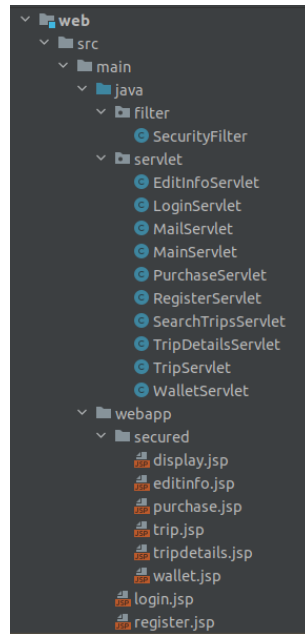 web
src
main
java
filter
SecurityFilter
servlet
EditInfoServlet
LoginServlet
MailServlet
MainServlet
PurchaseServlet
RegisterServlet
SearchTripsServlet
TripDetailsServlet
TripServlet
WalletServlet
webapp
secured
display.jsp
editinfo.jsp
purchase.jsp
trip.jsp
tripdetails.jsp
wallet.jsp
login.jsp
register.jsp